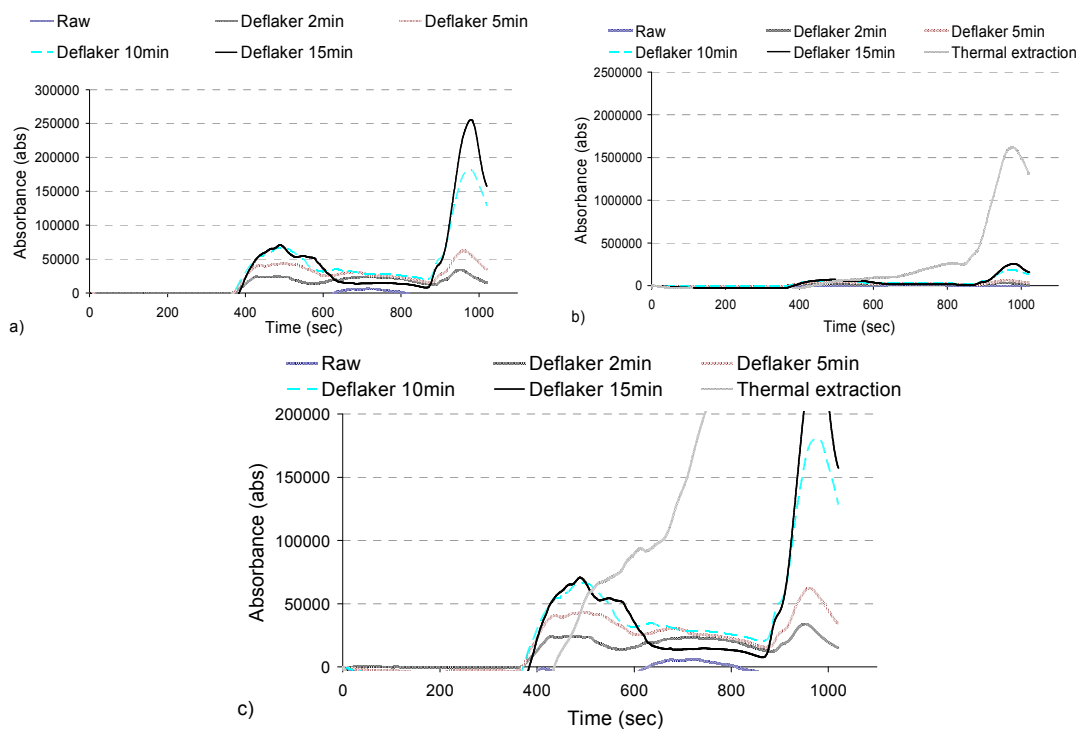 Raw Deflaker 2min Deflaker 5min
Deflaker 10min Deflaker 15min
300000
250000
200000
150000
100000
50000
0
0 200 400 600 800 1000
Absorbance (abs)
Time (sec)
a)
Raw Deflaker 2min Deflaker 5min
Deflaker 10min Deflaker 15min Thermal extraction
2500000
2000000
1500000
1000000
500000
0
0 200 400 600 800 1000
Absorbance (abs)
Time (sec)
b)
Raw Deflaker 2min Deflaker 5min
Deflaker 10min Deflaker 15min Thermal extraction
200000
150000
100000
50000
0
0 200 400 600 800 1000
Absorbance (abs)
Time (sec)
c)